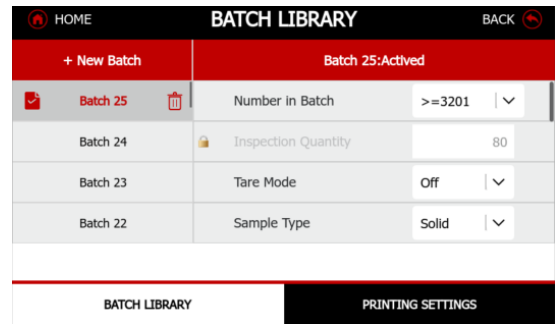 HOME BATCH LIBRARY BACK
+ New Batch Batch 25:Actived
Batch 25 Number in Batch >=3201
Batch 24 Inspection Quantity 80
Batch 23 Tare Mode Off
Batch 22 Sample Type Solid
BATCH LIBRARY PRINTING SETTINGS